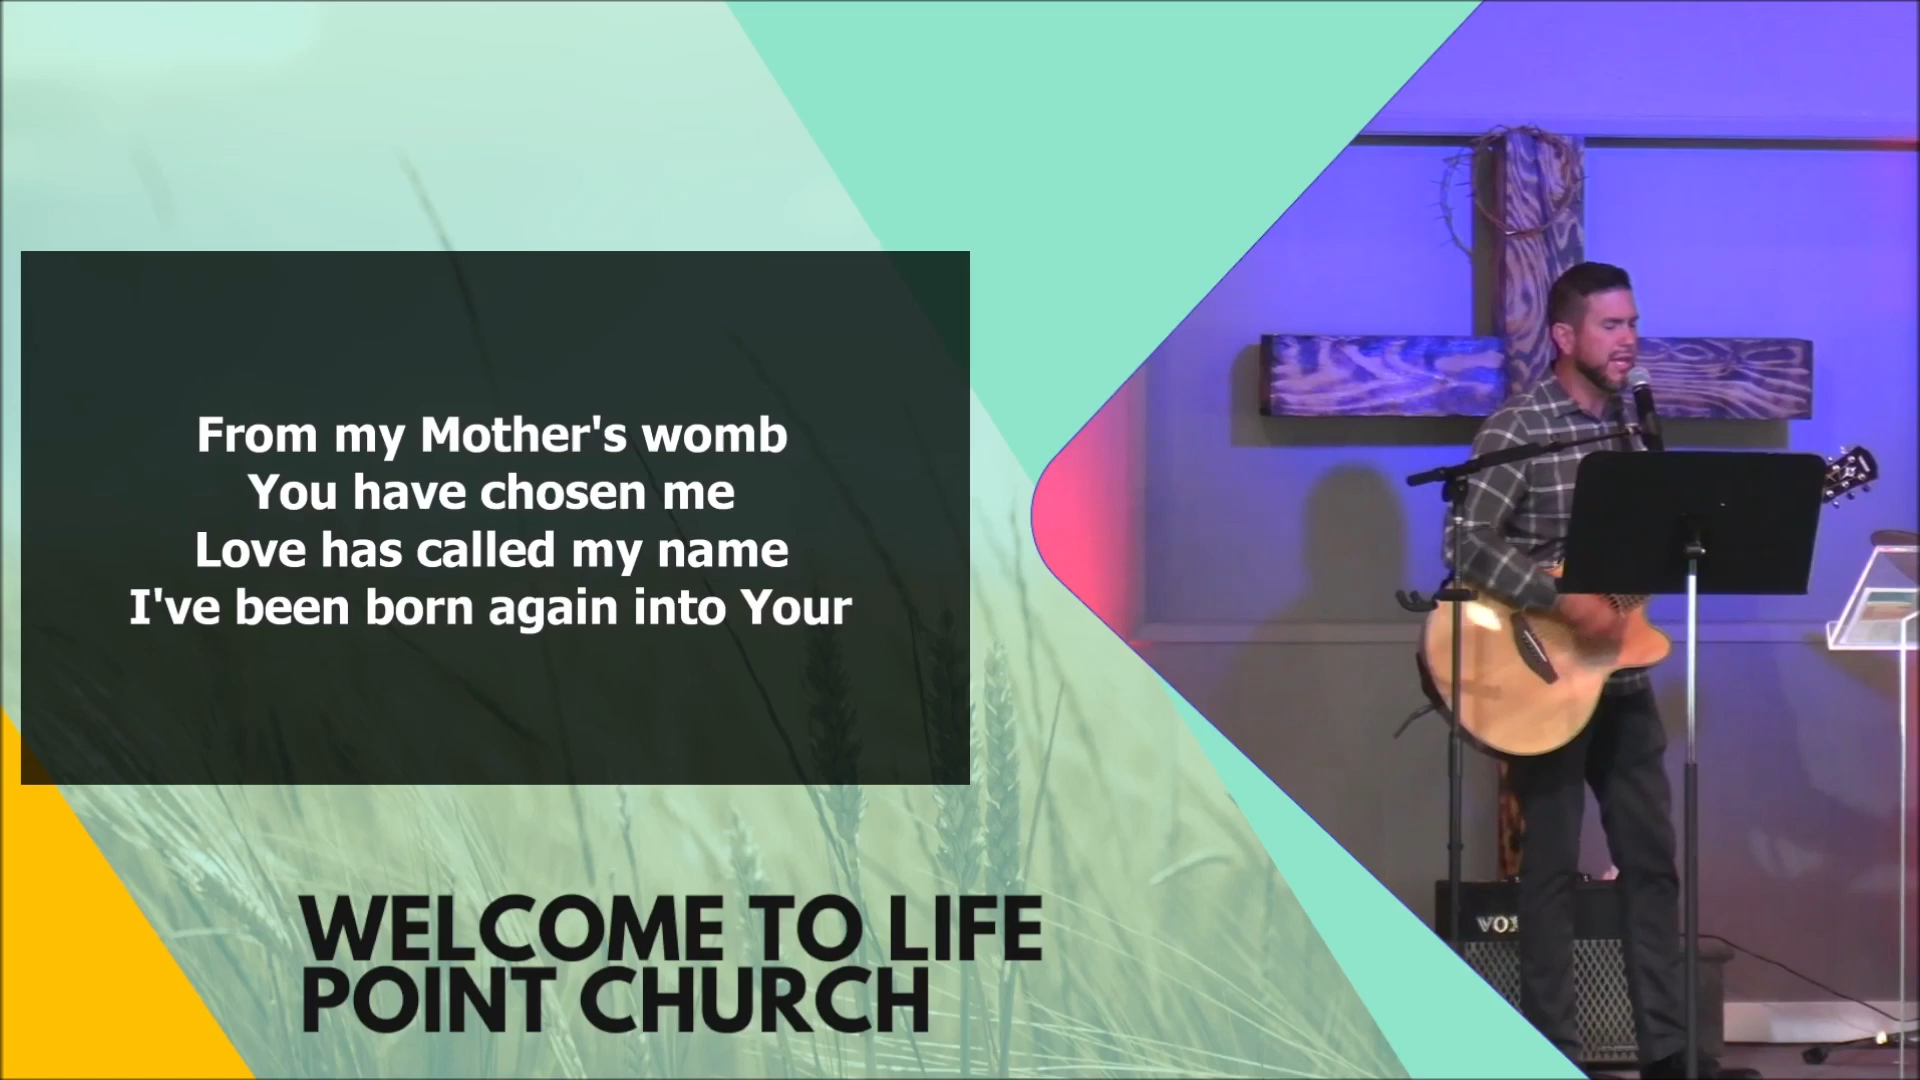 From my Mother's womb
You have chosen me
Love has called my name
I've been born again into Your
WELCOME TO LIFE
POINT CHURCH
VOX